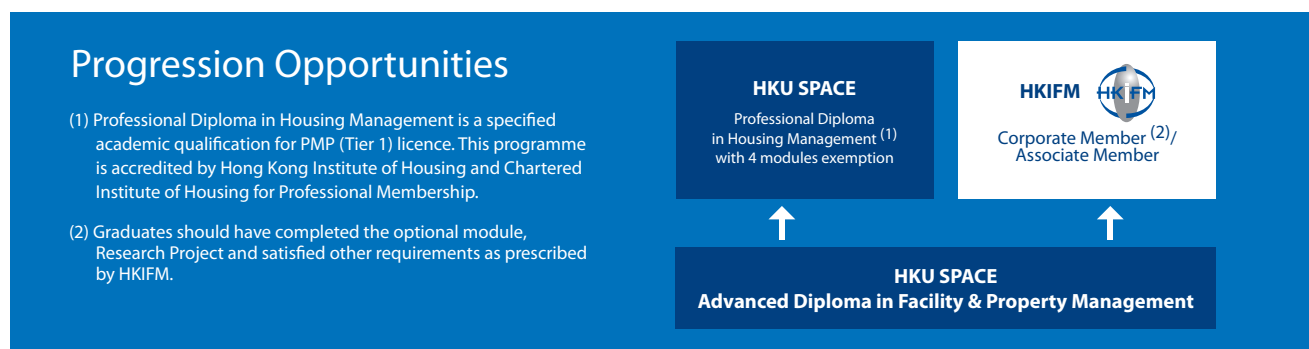 Progression Opportunities
(1) Professional Diploma in Housing Management is a specified
academic qualification for PMP (Tier 1) licence. This programme
is accredited by Hong Kong Institute of Housing and Chartered
Institute of Housing for Professional Membership.
(2) Graduates should have completed the optional module,
Research Project and satisfied other requirements as prescribed
by HKIFM.
HKU SPACE
Professional Diploma
in Housing Management (1)
with 4 modules exemption
HKIFM HKiFM
Corporate Member (2)/
Associate Member
HKU SPACE
Advanced Diploma in Facility & Property Management